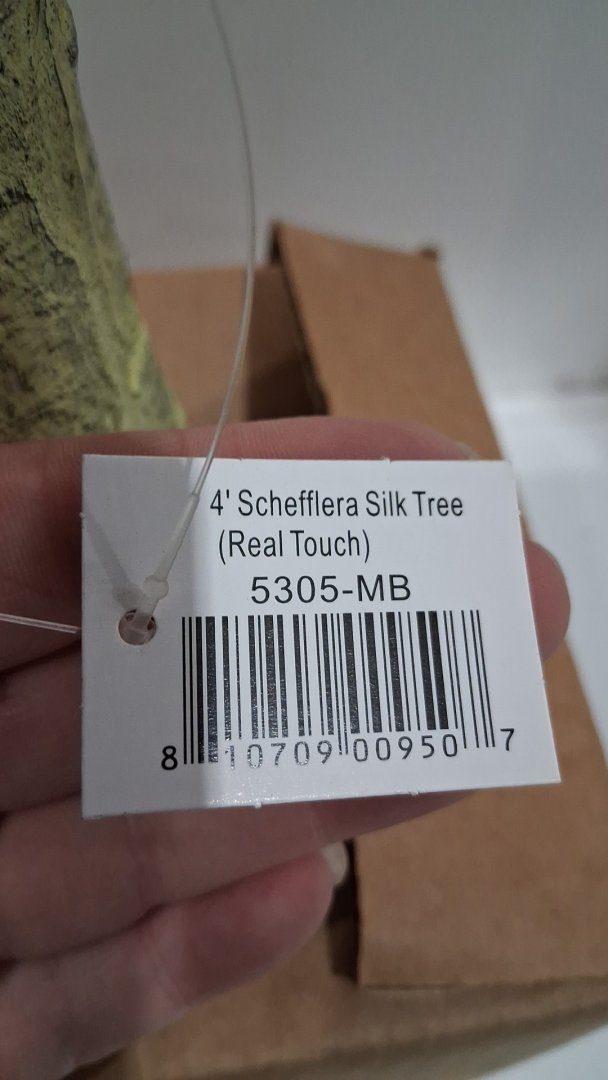 4' Schefflera Silk Tree
(Real Touch)
5305-MB
8 10709 00950 7